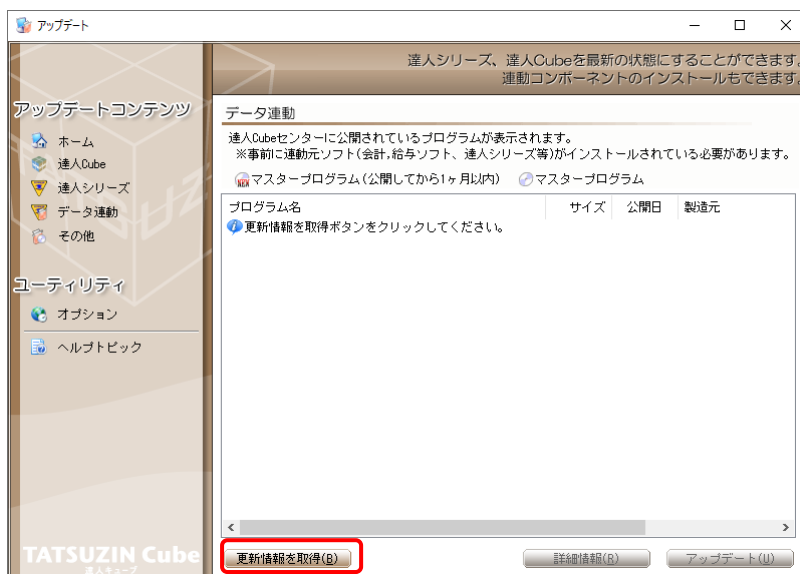 アップデート
達人シリーズ、達人Cubeを最新の状態にすることができます。
連動コンポーネントのインストールもできます。
アップデートコンテンツ
ホーム
達人Cube
達人シリーズ
データ連動
その他
ユーティリティ
オプション
ヘルプトピック
TATSUZIN Cube
達人キューブ
データ連動
達人Cubeセンターに公開されているプログラムが表示されます。
※事前に連動元ソフト(会計,給与ソフト、達人シリーズ等)がインストールされている必要があります。
NEW マスタープログラム(公開してから1ヶ月以内) マスタープログラム
プログラム名 サイズ 公開日 製造元
更新情報を取得ボタンをクリックしてください。
更新情報を取得(B) 詳細情報(R) アップデート(U)